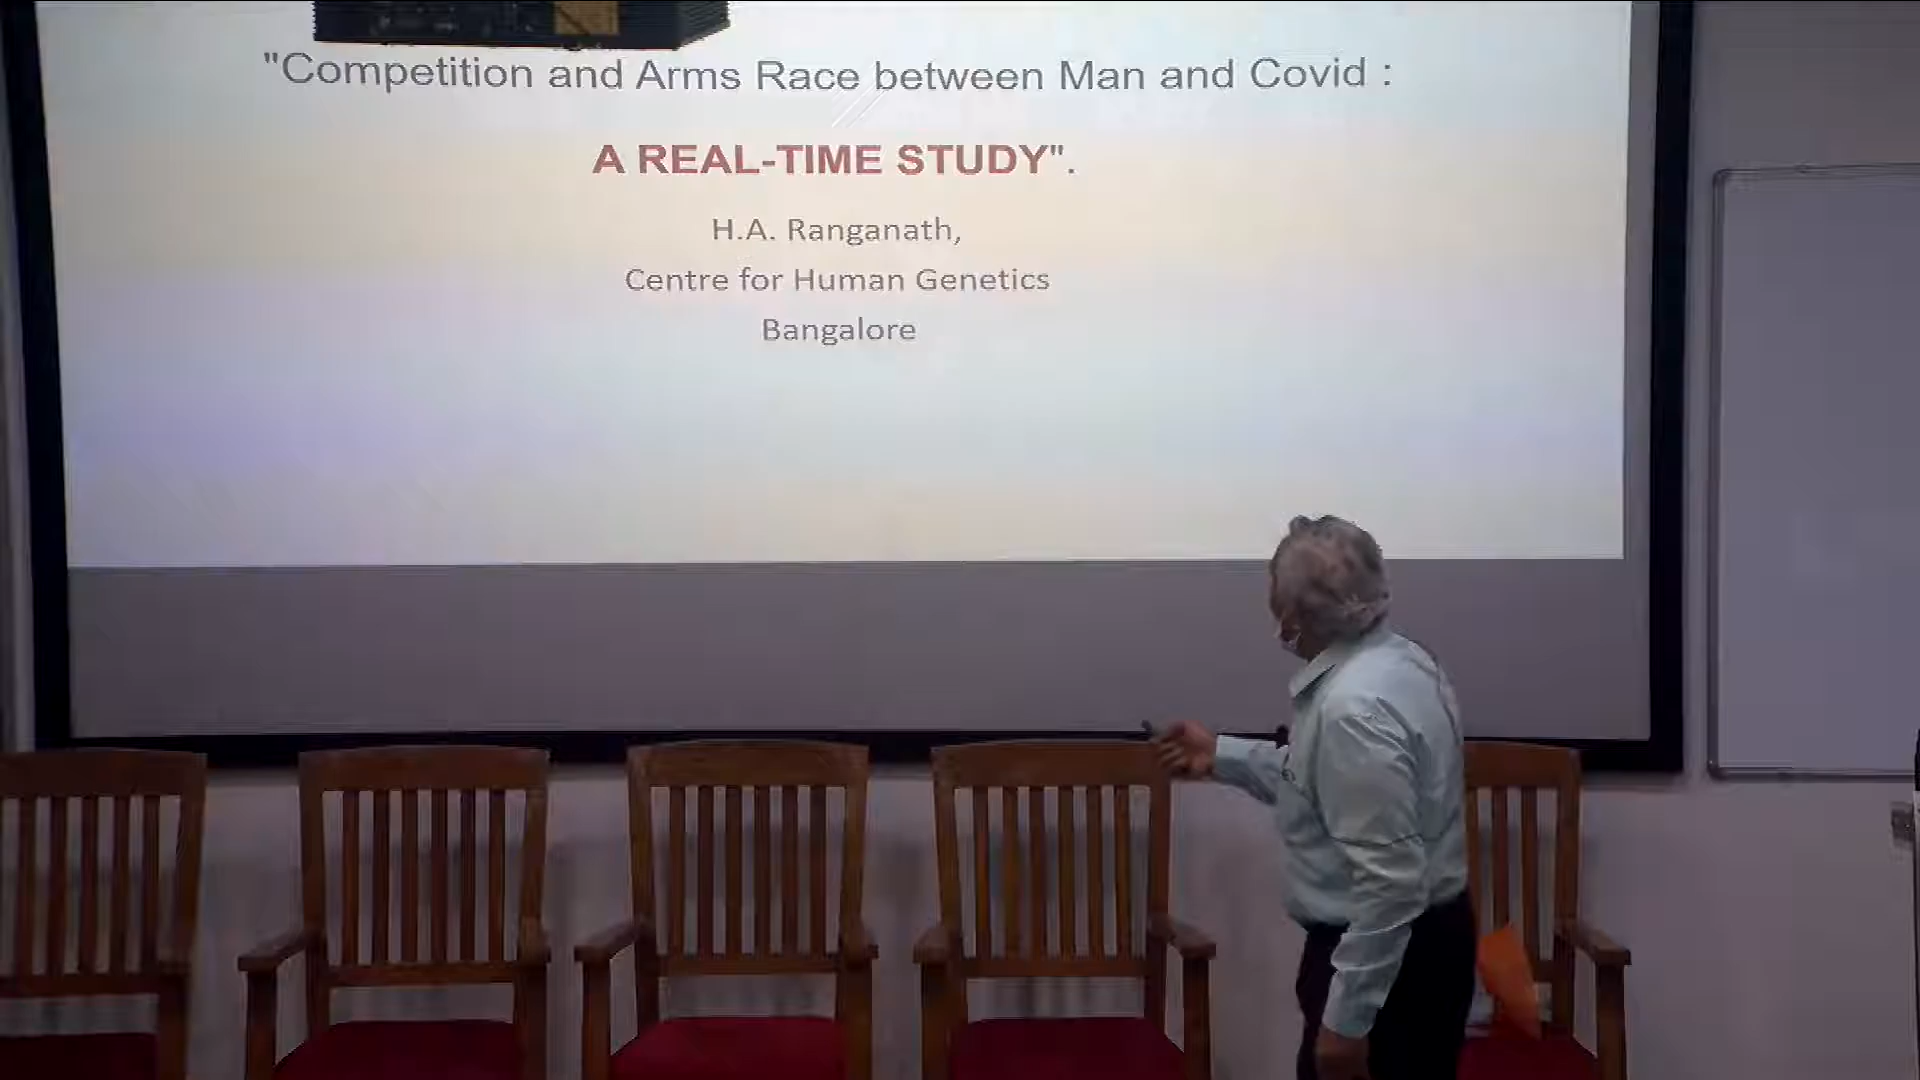 "Competition and Arms Race between Man and Covid :
A REAL-TIME STUDY".
H.A. Ranganath,
Centre for Human Genetics
Bangalore